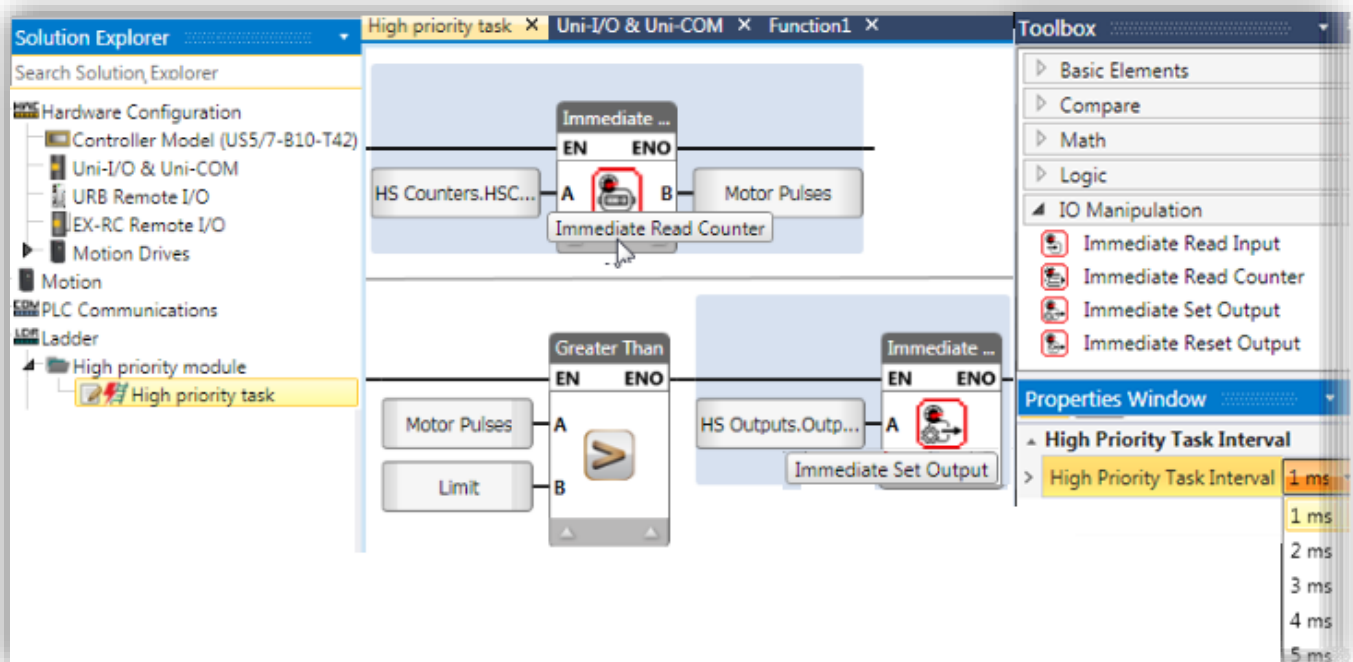 Solution Explorer
Search Solution Explorer
Hardware Configuration
Controller Model (US5/7-B10-T42)
Uni-I/O & Uni-COM
URB Remote I/O
EX-RC Remote I/O
Motion Drives
Motion
PLC Communications
Ladder
High priority module
High priority task
High priority task X Uni-I/O & Uni-COM X Function1 X
Immediate ...
EN ENO
HS Counters.HSC... A B Motor Pulses
Immediate Read Counter
Greater Than
EN ENO
Motor Pulses A
Limit B
Immediate ...
EN ENO
HS Outputs.Outp... A
Immediate Set Output
Toolbox
Basic Elements
Compare
Math
Logic
IO Manipulation
Immediate Read Input
Immediate Read Counter
Immediate Set Output
Immediate Reset Output
Properties Window
High Priority Task Interval
High Priority Task Interval 1 ms
1 ms
2 ms
3 ms
4 ms
5 ms